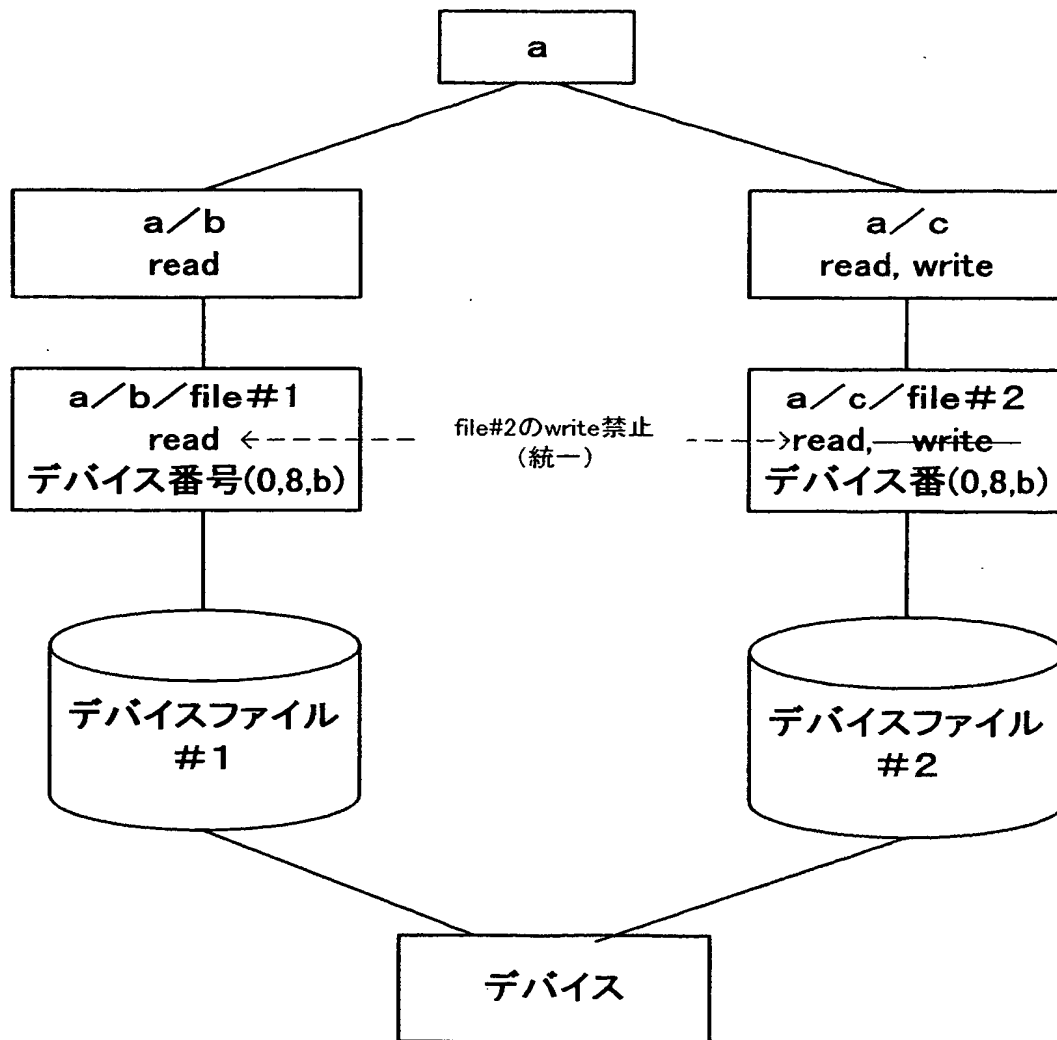 a
a／b
read
a／c
read, write
a／b／file＃1
read
デバイス番号(0,8,b)
file#2のwrite禁止
(統一)
a／c／file＃2
read, write
デバイス番(0,8,b)
デバイスファイル
＃1
デバイスファイル
＃2
デバイス